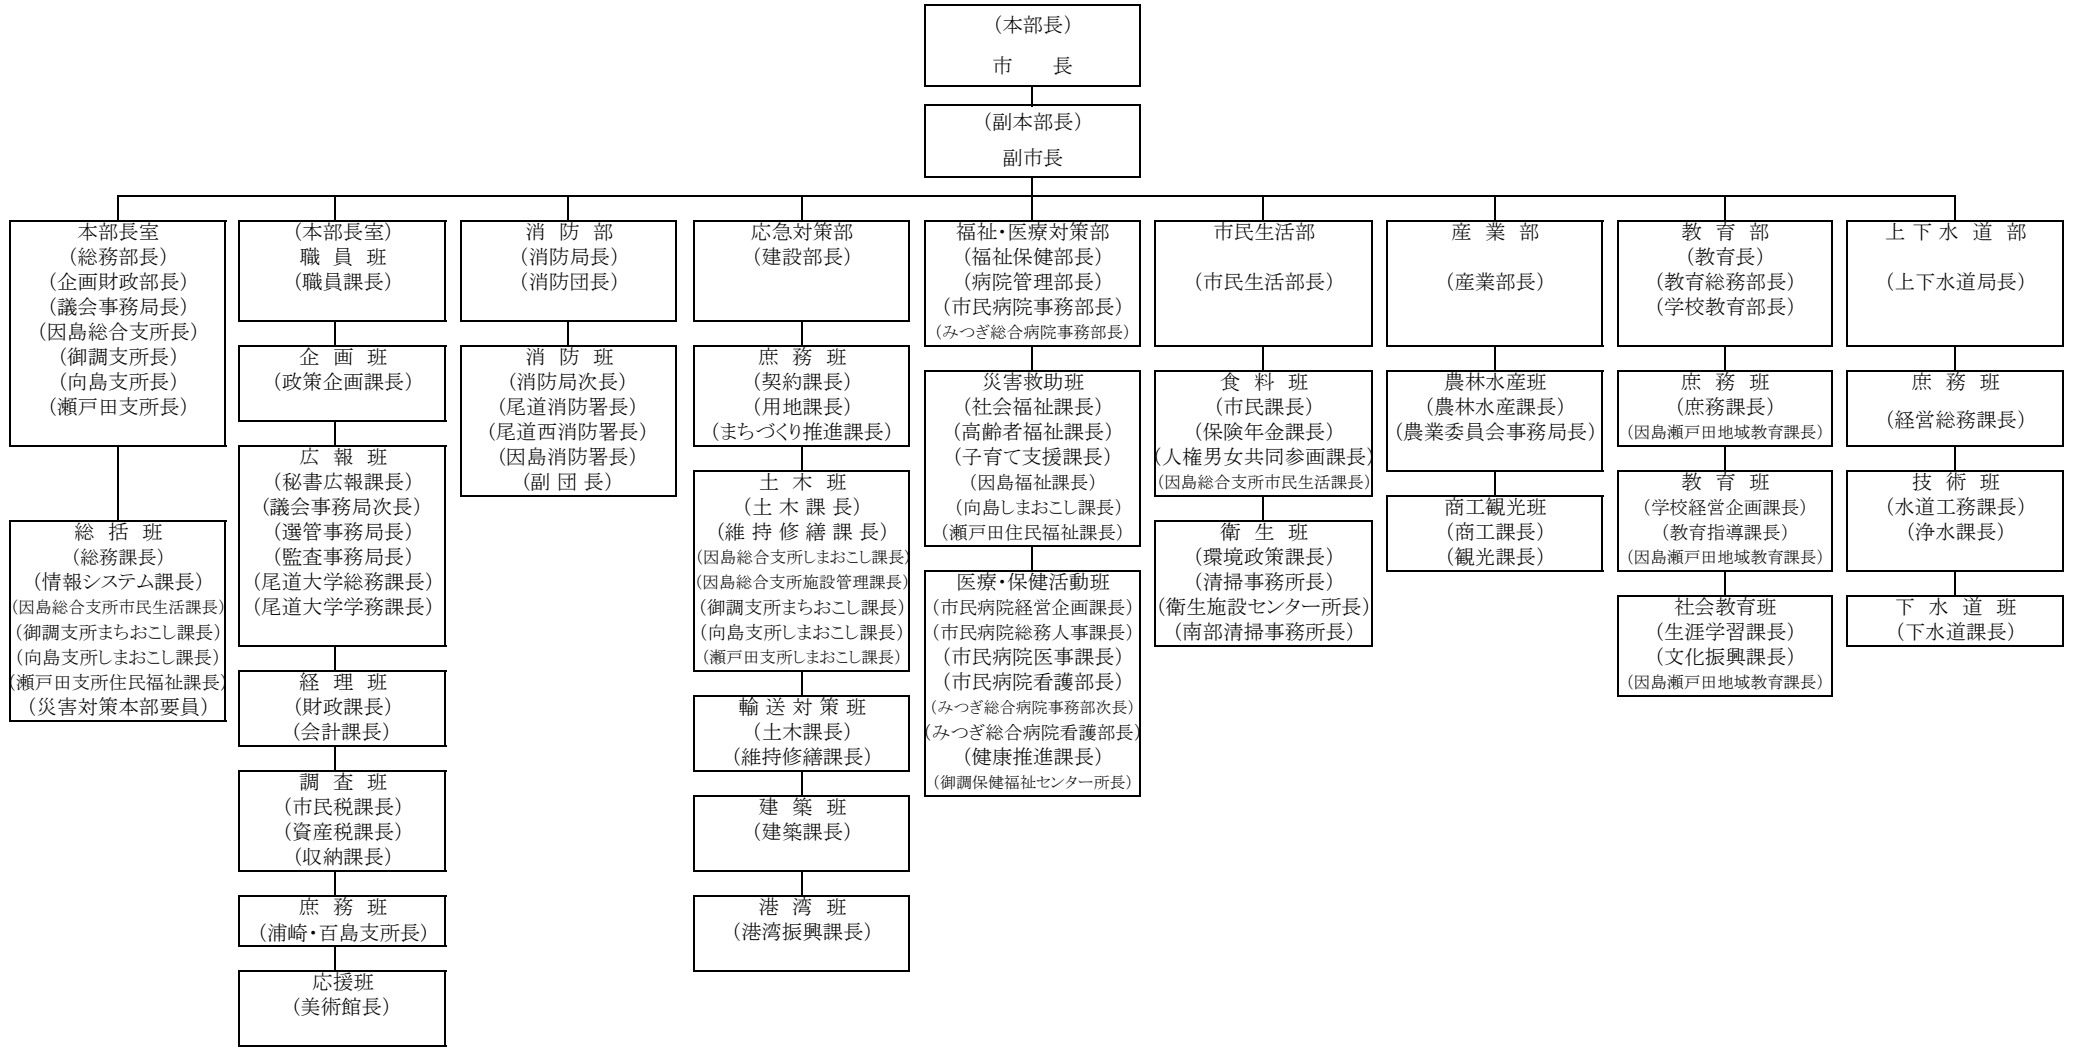 （本部長）
市　　長
（副本部長）
副市長
本部長室
（総務部長）
（企画財政部長）
（議会事務局長）
（因島総合支所長）
（御調支所長）
（向島支所長）
（瀬戸田支所長）
総 括 班
（総務課長）
（情報システム課長）
（因島総合支所市民生活課長）
（御調支所まちおこし課長）
（向島支所しまおこし課長）
（瀬戸田支所住民福祉課長）
（災害対策本部要員）
（本部長室）
職 員 班
（職員課長）
企 画 班
（政策企画課長）
広 報 班
（秘書広報課長）
（議会事務局次長）
（選管事務局長）
（監査事務局長）
（尾道大学総務課長）
（尾道大学学務課長）
経 理 班
（財政課長）
（会計課長）
調 査 班
（市民税課長）
（資産税課長）
（収納課長）
庶 務 班
（浦崎・百島支所長）
応援班
（美術館長）
消 防 部
（消防局長）
（消防団長）
消 防 班
（消防局次長）
（尾道消防署長）
（尾道西消防署長）
（因島消防署長）
（副 団 長）
応急対策部
（建設部長）
庶 務 班
（契約課長）
（用地課長）
（まちづくり推進課長）
土 木 班
（土 木 課 長）
（維 持 修 繕 課 長）
（因島総合支所しまおこし課長）
（因島総合支所施設管理課長）
（御調支所まちおこし課長）
（向島支所しまおこし課長）
（瀬戸田支所しまおこし課長）
輸 送 対 策 班
（土木課長）
（維持修繕課長）
建 築 班
（建築課長）
港 湾 班
（港湾振興課長）
福祉・医療対策部
（福祉保健部長）
（病院管理部長）
（市民病院事務部長）
（みつぎ総合病院事務部長）
災害救助班
（社会福祉課長）
（高齢者福祉課長）
（子育て支援課長）
（因島福祉課長）
（向島しまおこし課長）
（瀬戸田住民福祉課長）
医療・保健活動班
（市民病院経営企画課長）
（市民病院総務人事課長）
（市民病院医事課長）
（市民病院看護部長）
（みつぎ総合病院事務部次長）
（みつぎ総合病院看護部長）
（健康推進課長）
（御調保健福祉センター所長）
市民生活部
（市民生活部長）
食 料 班
（市民課長）
（保険年金課長）
（人権男女共同参画課長）
（因島総合支所市民生活課長）
衛 生 班
（環境政策課長）
（清掃事務所長）
（衛生施設センター所長）
（南部清掃事務所長）
産 業 部
（産業部長）
農林水産班
（農林水産課長）
（農業委員会事務局長）
商工観光班
（商工課長）
（観光課長）
教 育 部
（教育長）
（教育総務部長）
（学校教育部長）
庶 務 班
（庶務課長）
（因島瀬戸田地域教育課長）
教 育 班
（学校経営企画課長）
（教育指導課長）
（因島瀬戸田地域教育課長）
社会教育班
（生涯学習課長）
（文化振興課長）
（因島瀬戸田地域教育課長）
上 下 水 道 部
（上下水道局長）
庶 務 班
（経営総務課長）
技 術 班
（水道工務課長）
（浄水課長）
下 水 道 班
（下水道課長）